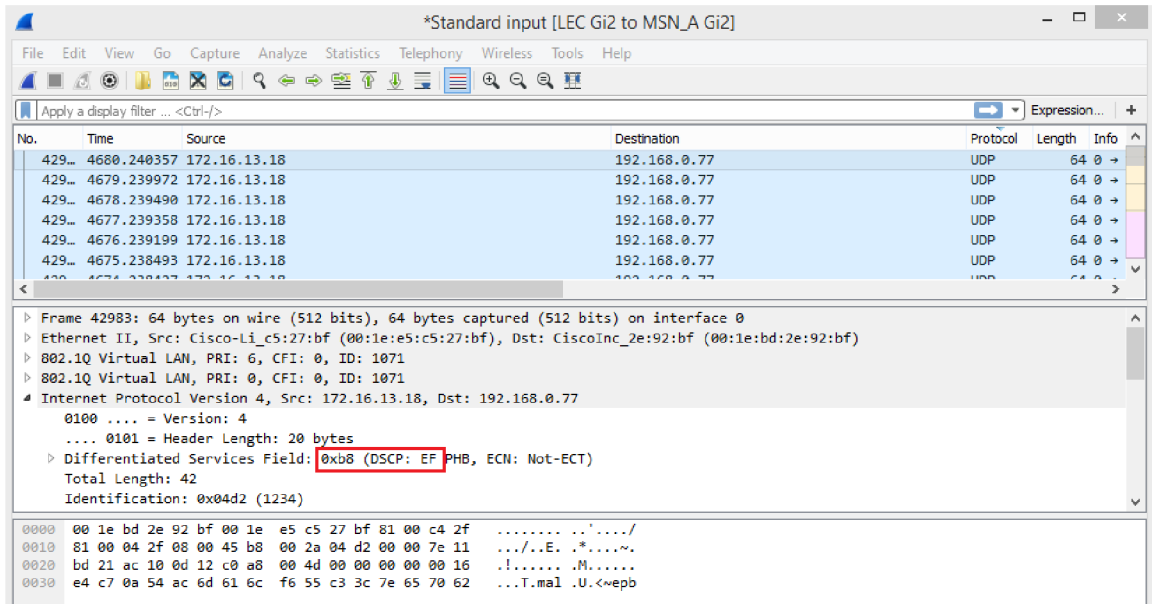 *Standard input [LEC Gi2 to MSN_A Gi2]
File Edit View Go Capture Analyze Statistics Telephony Wireless Tools Help
Apply a display filter ... <Ctrl-/> Expression... +
No. Time Source Destination Protocol Length Info
429… 4680.240357 172.16.13.18 192.168.0.77 UDP 64 0 →
429… 4679.239972 172.16.13.18 192.168.0.77 UDP 64 0 →
429… 4678.239490 172.16.13.18 192.168.0.77 UDP 64 0 →
429… 4677.239358 172.16.13.18 192.168.0.77 UDP 64 0 →
429… 4676.239199 172.16.13.18 192.168.0.77 UDP 64 0 →
429… 4675.238493 172.16.13.18 192.168.0.77 UDP 64 0 →
Frame 42983: 64 bytes on wire (512 bits), 64 bytes captured (512 bits) on interface 0
Ethernet II, Src: Cisco-Li_c5:27:bf (00:1e:e5:c5:27:bf), Dst: CiscoInc_2e:92:bf (00:1e:bd:2e:92:bf)
802.1Q Virtual LAN, PRI: 6, CFI: 0, ID: 1071
802.1Q Virtual LAN, PRI: 0, CFI: 0, ID: 1071
Internet Protocol Version 4, Src: 172.16.13.18, Dst: 192.168.0.77
0100 .... = Version: 4
.... 0101 = Header Length: 20 bytes
Differentiated Services Field: 0xb8 (DSCP: EF PHB, ECN: Not-ECT)
Total Length: 42
Identification: 0x04d2 (1234)
0000 00 1e bd 2e 92 bf 00 1e e5 c5 27 bf 81 00 c4 2f ........ ..'..../
0010 81 00 04 2f 08 00 45 b8 00 2a 04 d2 00 00 7e 11 .../..E. .*....~.
0020 bd 21 ac 10 0d 12 c0 a8 00 4d 00 00 00 00 00 16 .!...... .M......
0030 e4 c7 0a 54 ac 6d 61 6c f6 55 c3 3c 7e 65 70 62 ...T.mal .U.<~epb